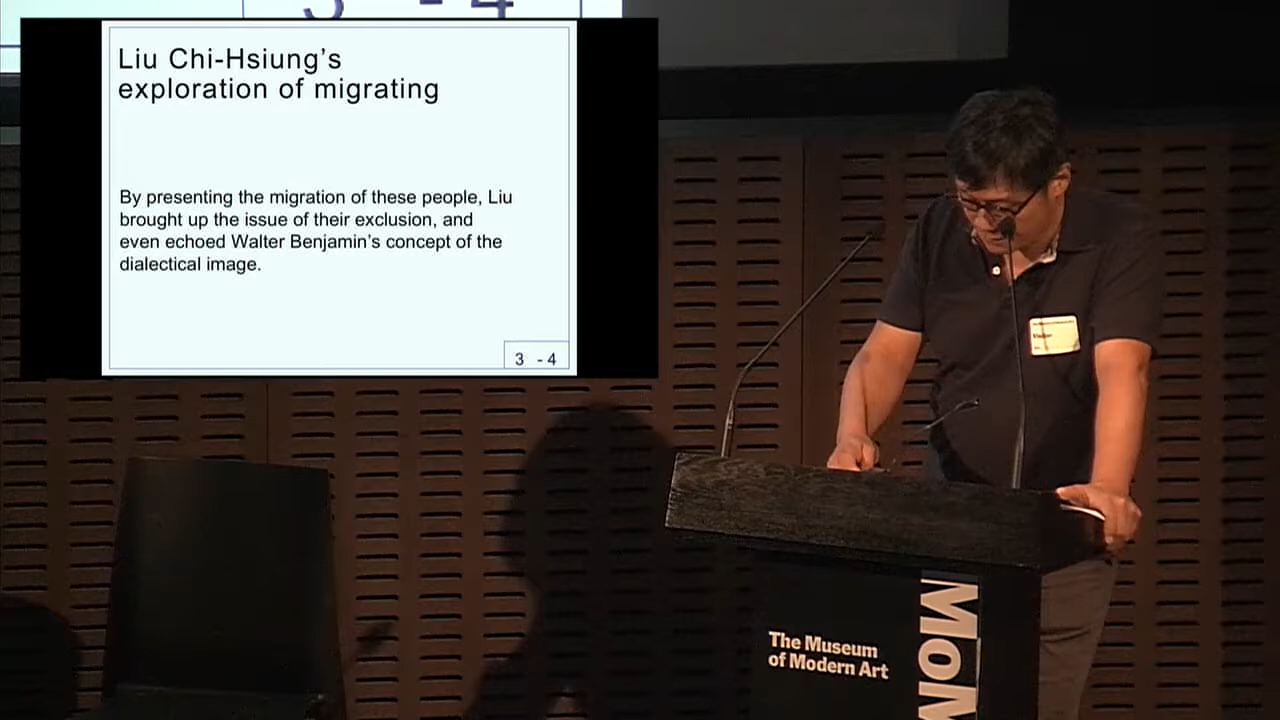 3 - 4
Liu Chi-Hsiung's
exploration of migrating
By presenting the migration of these people, Liu
brought up the issue of their exclusion, and
even echoed Walter Benjamin's concept of the
dialectical image.
3 - 4
The Museum
of Modern Art
MoM